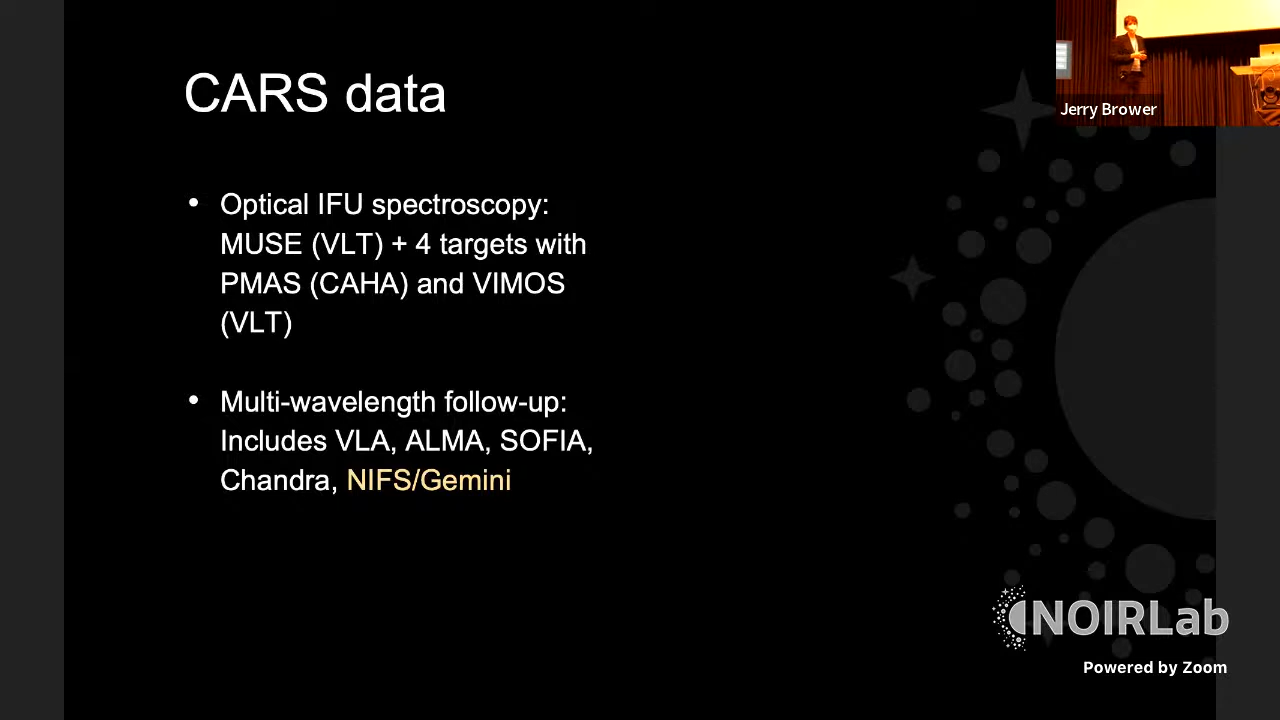 CARS data
• Optical IFU spectroscopy:
MUSE (VLT) + 4 targets with
PMAS (CAHA) and VIMOS
(VLT)
• Multi-wavelength follow-up:
Includes VLA, ALMA, SOFIA,
Chandra, NIFS/Gemini
Jerry Brower
NOIRLab
Powered by Zoom